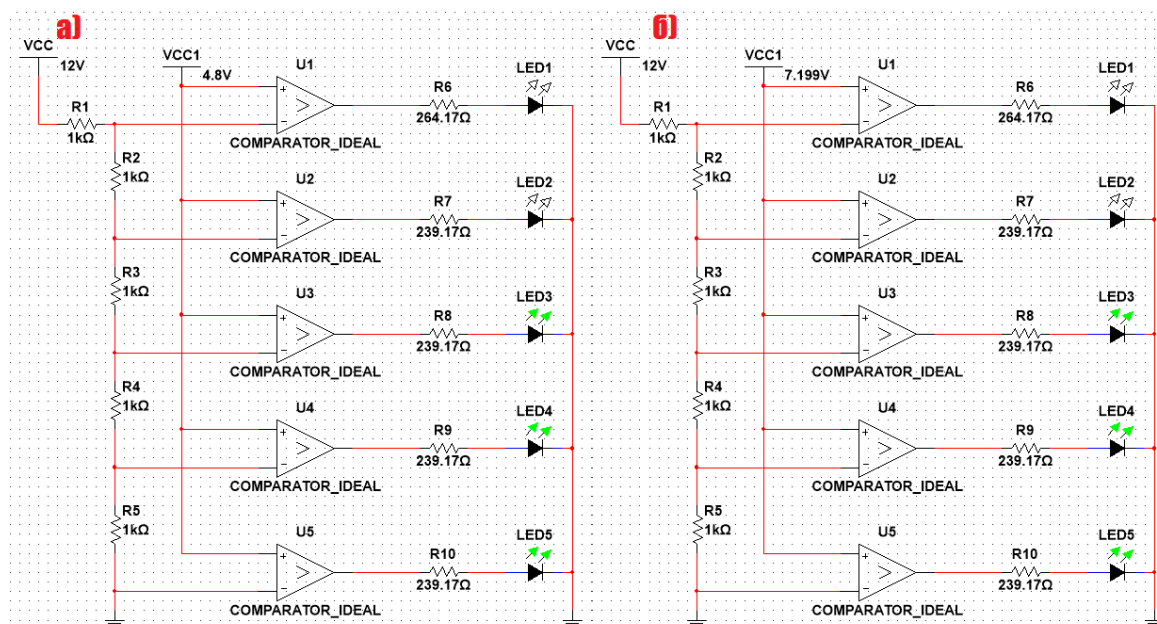 а)
VCC
12V
VCC1
4.8V
U1
R1
1kΩ
R6
264.17Ω
LED1
COMPARATOR_IDEAL
R2
1kΩ
U2
R7
239.17Ω
LED2
COMPARATOR_IDEAL
R3
1kΩ
U3
R8
239.17Ω
LED3
COMPARATOR_IDEAL
R4
1kΩ
U4
R9
239.17Ω
LED4
COMPARATOR_IDEAL
R5
1kΩ
U5
R10
239.17Ω
LED5
COMPARATOR_IDEAL
б)
VCC
12V
VCC1
7.199V
U1
R1
1kΩ
R6
264.17Ω
LED1
COMPARATOR_IDEAL
R2
1kΩ
U2
R7
239.17Ω
LED2
COMPARATOR_IDEAL
R3
1kΩ
U3
R8
239.17Ω
LED3
COMPARATOR_IDEAL
R4
1kΩ
U4
R9
239.17Ω
LED4
COMPARATOR_IDEAL
R5
1kΩ
U5
R10
239.17Ω
LED5
COMPARATOR_IDEAL